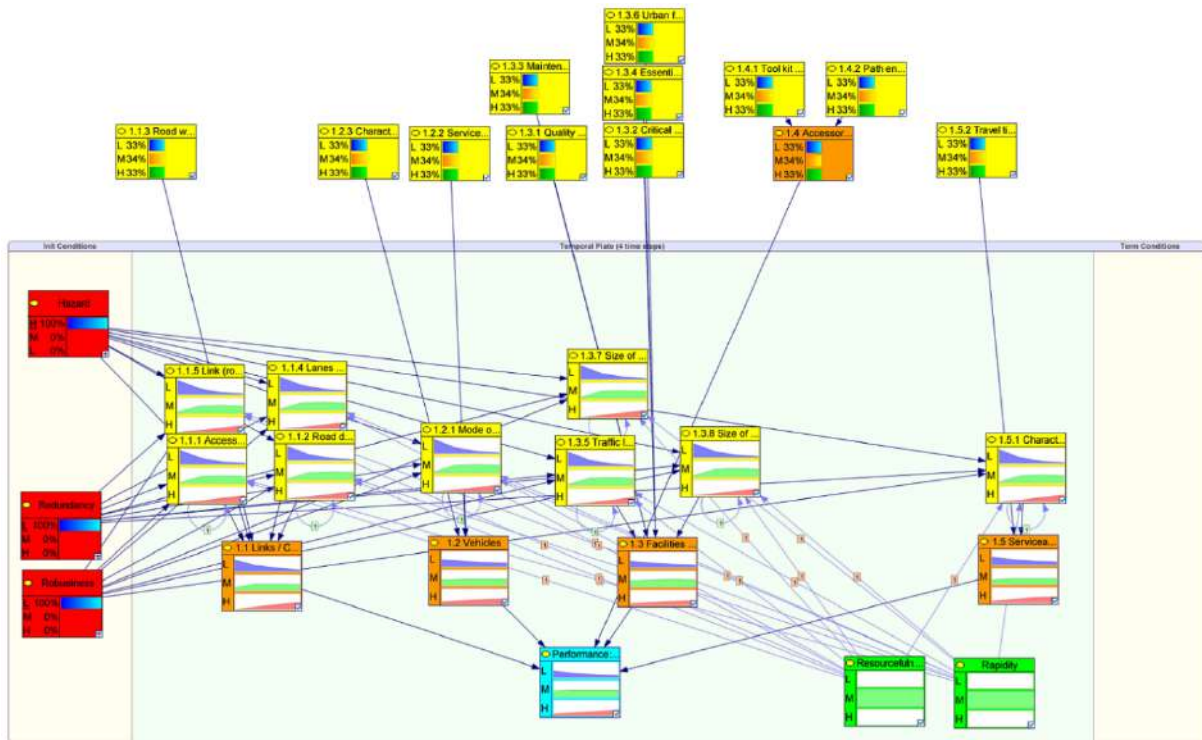 1.3.6 Urban f...
L 33%
M 34%
H 33%
1.3.3 Mainten...
L 33%
M 34%
H 33%
1.3.4 Essenti...
L 33%
M 34%
H 33%
1.4.1 Tool kit ...
L 33%
M 34%
H 33%
1.4.2 Path en...
L 33%
M 34%
H 33%
1.1.3 Road w...
L 33%
M 34%
H 33%
1.2.3 Charact...
L 33%
M 34%
H 33%
1.2.2 Service...
L 33%
M 34%
H 33%
1.3.1 Quality ...
L 33%
M 34%
H 33%
1.3.2 Critical ...
L 33%
M 34%
H 33%
1.4 Accessor...
L 33%
M 34%
H 33%
1.5.2 Travel ti...
L 33%
M 34%
H 33%
Init Conditions
Temporal Plate (4 time steps)
Term Conditions
Hazard
H 100%
M 0%
L 0%
1.1.5 Link (ro...
L
M
H
1.1.4 Lanes ...
L
M
1.3.7 Size of ...
L
M
H
1.1.1 Access...
L
M
H
1.1.2 Road d...
L
M
H
1.2.1 Mode o...
L
M
H
1.3.5 Traffic l...
L
M
H
1.3.8 Size of ...
L
M
H
1.5.1 Charact...
L
M
H
Redundancy
L 100%
M 0%
H 0%
Robustness
L 100%
M 0%
H 0%
1.1 Links / C...
L
M
H
1.2 Vehicles
L
M
H
1.3 Facilities ...
L
M
H
1.5 Servicea...
L
M
H
Performance:...
L
M
H
Resourcefuln...
L
M
H
Rapidity
L
M
H